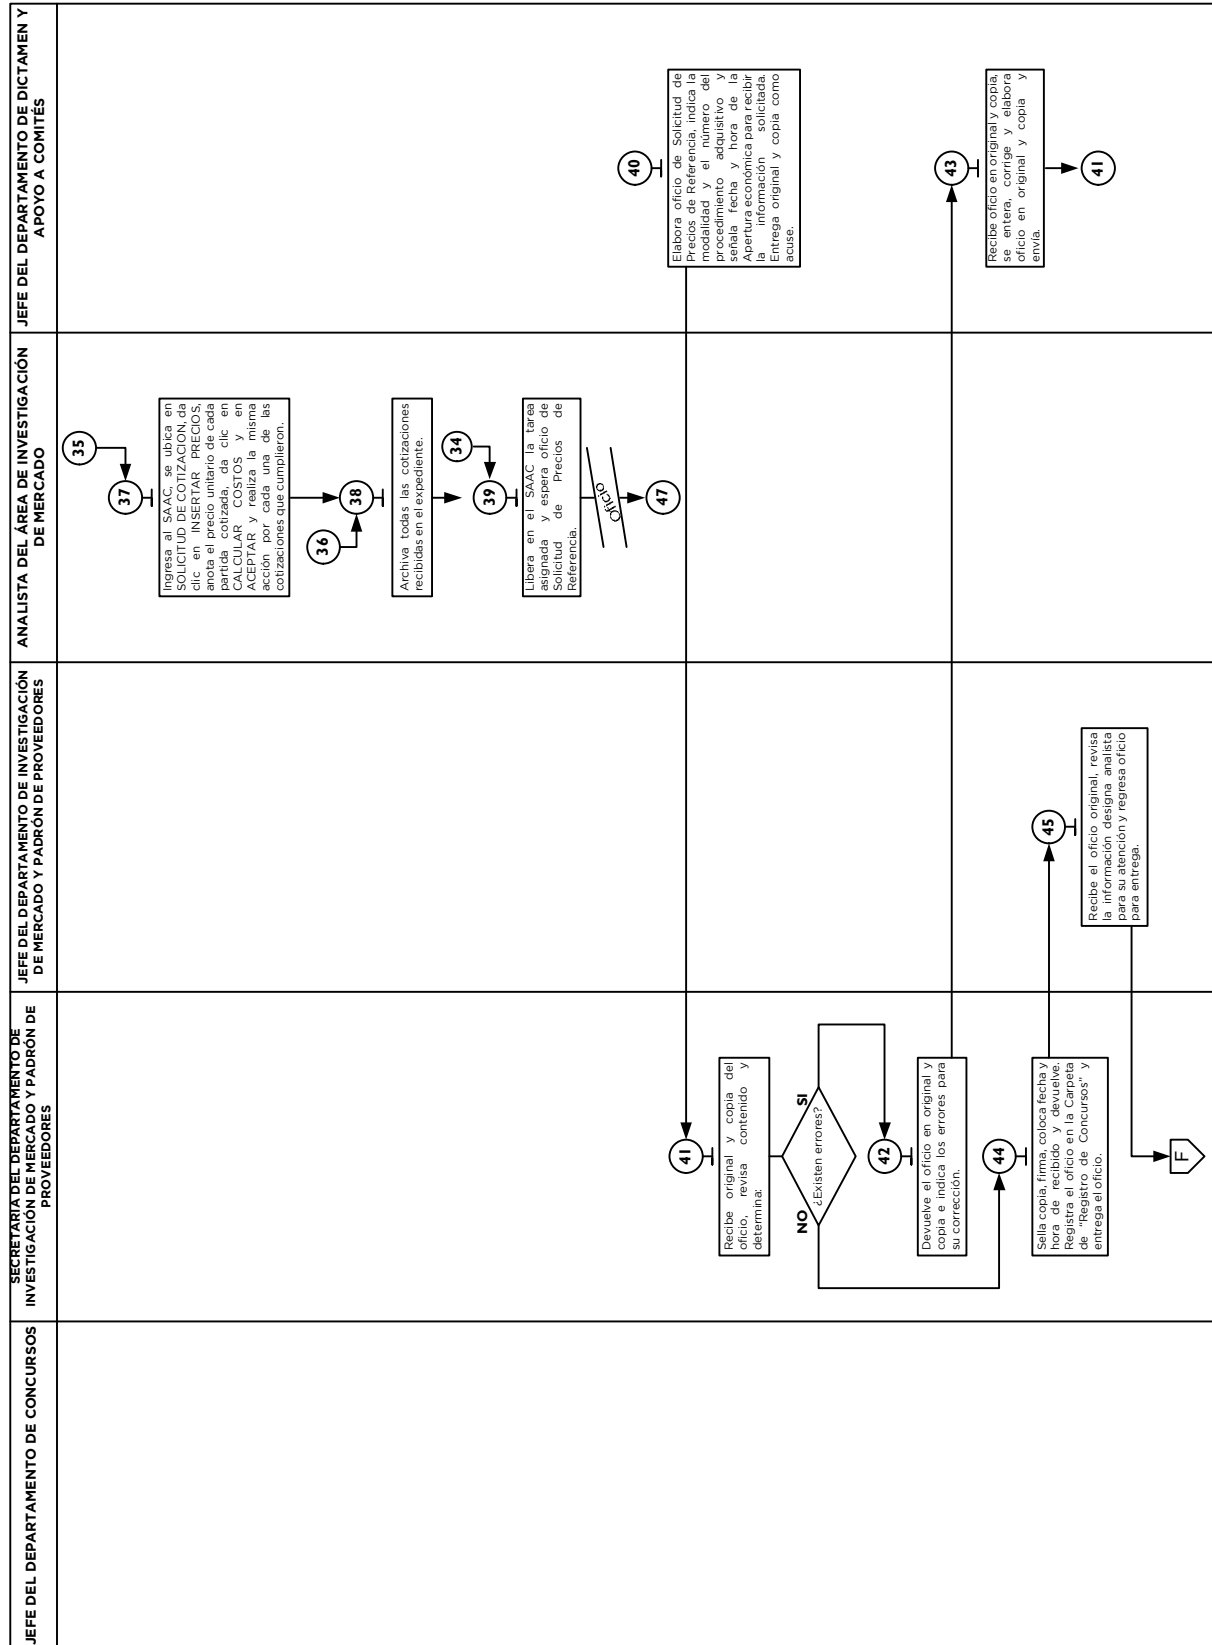 JEFE DEL DEPARTAMENTO DE CONCURSOS
SECRETARIA DEL DEPARTAMENTO DE
INVESTIGACIÓN DE MERCADO Y PADRÓN DE
PROVEEDORES
JEFE DEL DEPARTAMENTO DE INVESTIGACIÓN
DE MERCADO Y PADRÓN DE PROVEEDORES
ANALISTA DEL ÁREA DE INVESTIGACIÓN
DE MERCADO
JEFE DEL DEPARTAMENTO DE DICTAMEN Y
APOYO A COMITÉS
35
37
Ingresa al SAAC, se ubica en
SOLICITUD DE COTIZACION, da
clic en INSERTAR PRECIOS,
anota el precio unitario de cada
partida cotizada, da clic en
CALCULAR COSTOS y en
ACEPTAR y realiza la misma
acción por cada una de las
cotizaciones que cumplieron.
36
38
Archiva todas las cotizaciones
recibidas en el expediente.
34
39
Libera en el SAAC la tarea
asignada y espera oficio de
Solicitud de Precios de
Referencia.
Oficio
47
40
Elabora oficio de Solicitud de
Precios de Referencia, indica la
modalidad y el número del
procedimiento adquisitivo y
señala fecha y hora de la
Apertura económica para recibir
la información solicitada.
Entrega original y copia como
acuse.
41
Recibe original y copia del
oficio, revisa contenido y
determina:
NO
¿Existen errores?
SI
42
Devuelve el oficio en original y
copia e indica los errores para
su corrección.
43
Recibe oficio en original y copia,
se entera, corrige y elabora
oficio en original y copia y
envía.
41
44
Sella copia, firma, coloca fecha y
hora de recibido y devuelve.
Registra el oficio en la Carpeta
de "Registro de Concursos" y
entrega el oficio.
45
Recibe el oficio original, revisa
la información designa analista
para su atención y regresa oficio
para entrega.
F